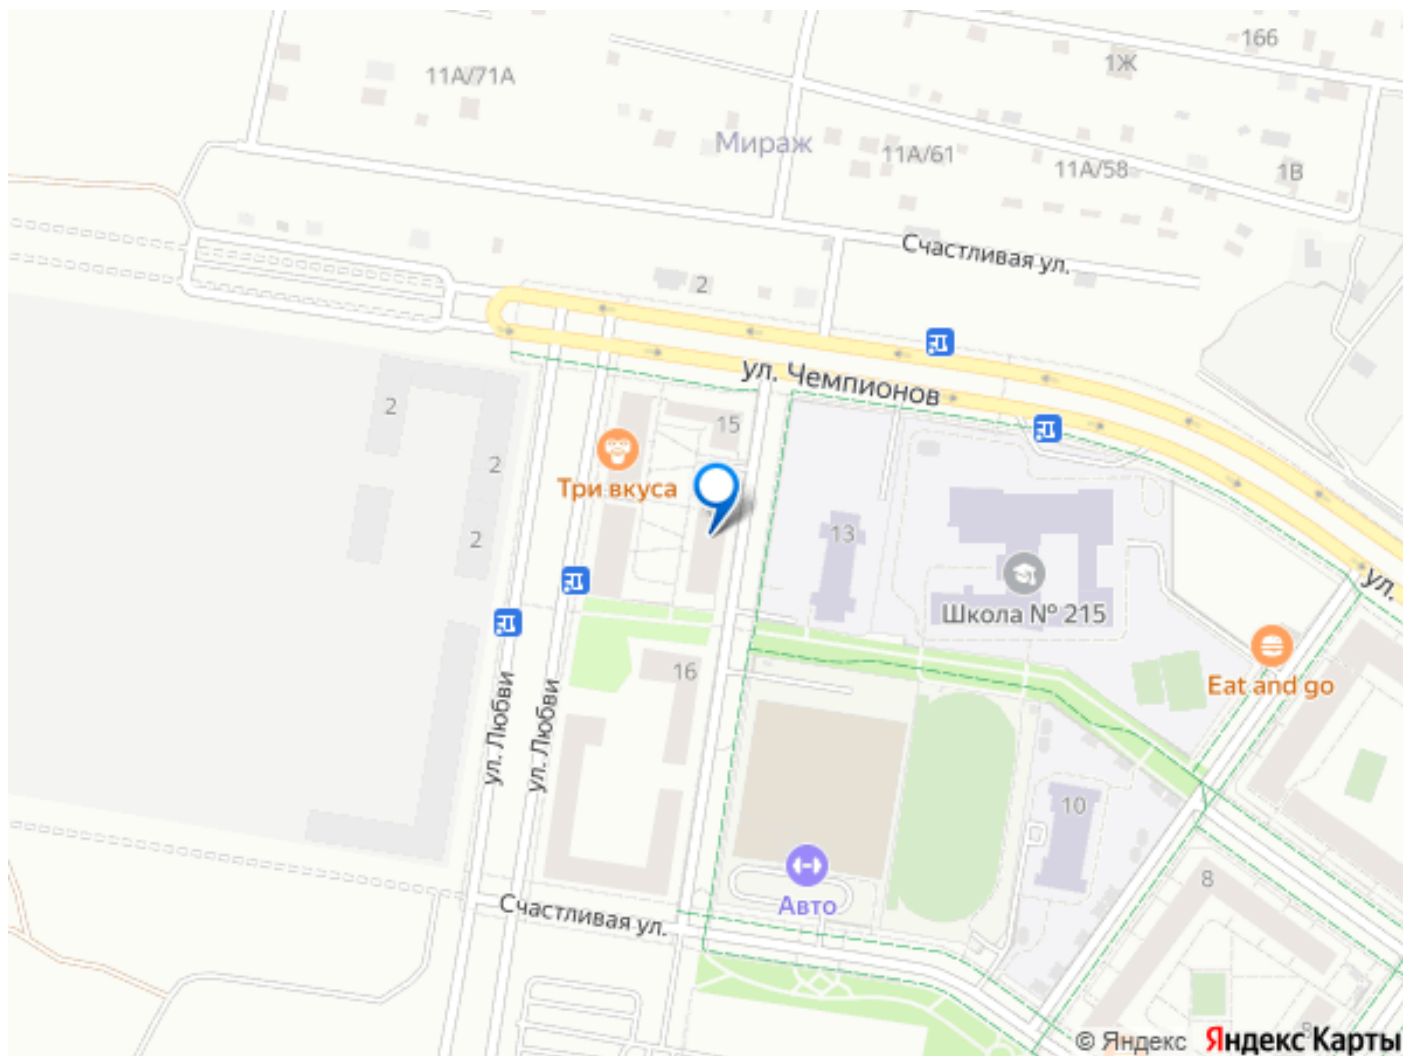 166
1Ж
11А/71А
Мираж
11А/61
11А/58
1В
Счастливая ул.
2
ул. Чемпионов
2
15
2
Три вкуса
2
13
Школа № 215
ул.
Eat and go
16
ул. Любви
ул. Любви
10
Авто
8
Счастливая ул.
© Яндекс Яндекс Карты